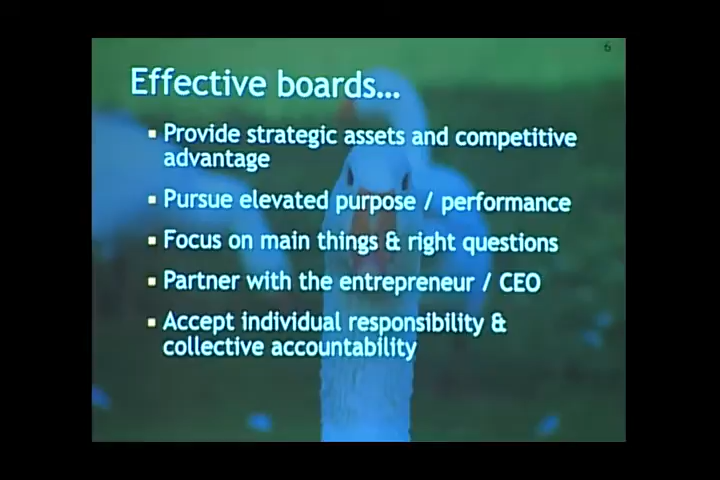 6
Effective boards...
▪ Provide strategic assets and competitive
advantage
▪ Pursue elevated purpose / performance
▪ Focus on main things & right questions
▪ Partner with the entrepreneur / CEO
▪ Accept individual responsibility &
collective accountability